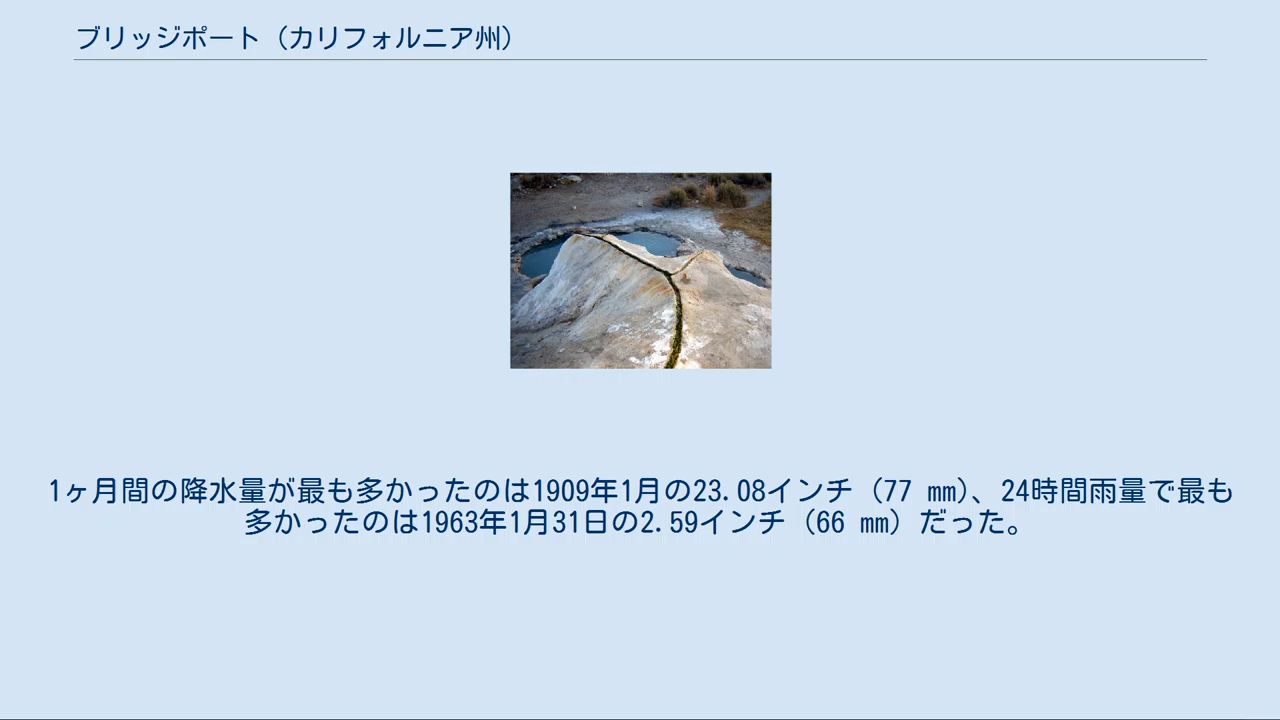 ブリッジポート（カリフォルニア州）
1ヶ月間の降水量が最も多かったのは1909年1月の23.08インチ（77 mm）、24時間雨量で最も
多かったのは1963年1月31日の2.59インチ（66 mm）だった。